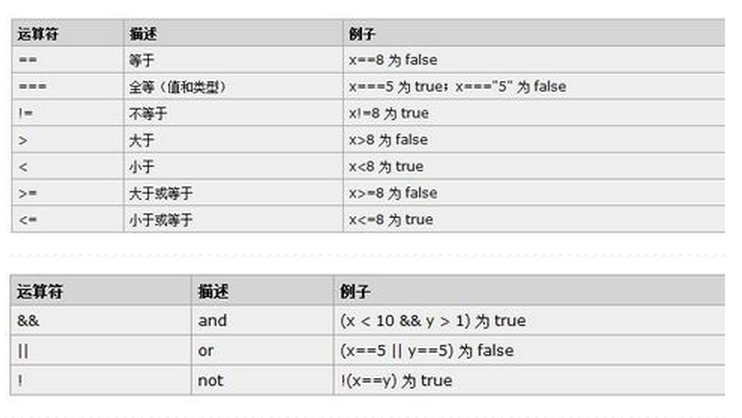 运算符 描述 例子
== 等于 x==8 为 false
=== 全等（值和类型） x===5 为 true；x==="5" 为 false
!= 不等于 x!=8 为 true
> 大于 x>8 为 false
< 小于 x<8 为 true
>= 大于或等于 x>=8 为 false
<= 小于或等于 x<=8 为 true
运算符 描述 例子
&& and (x < 10 && y > 1) 为 true
|| or (x==5 || y==5) 为 false
! not !(x==y) 为 true